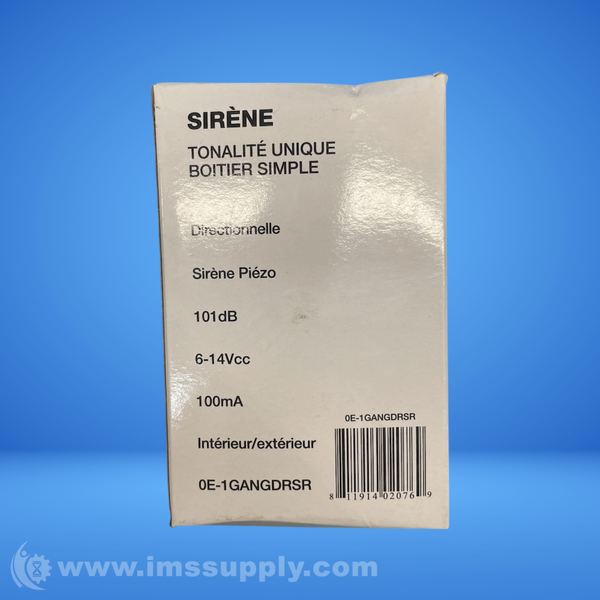 SIRÈNE
TONALITÉ UNIQUE
BOITIER SIMPLE
Directionnelle
Sirène Piézo
101dB
6-14Vcc
100mA
Intérieur/extérieur
0E-1GANGDRSR
0E-1GANGDRSR
8 11914 02076 9
www.imssupply.com